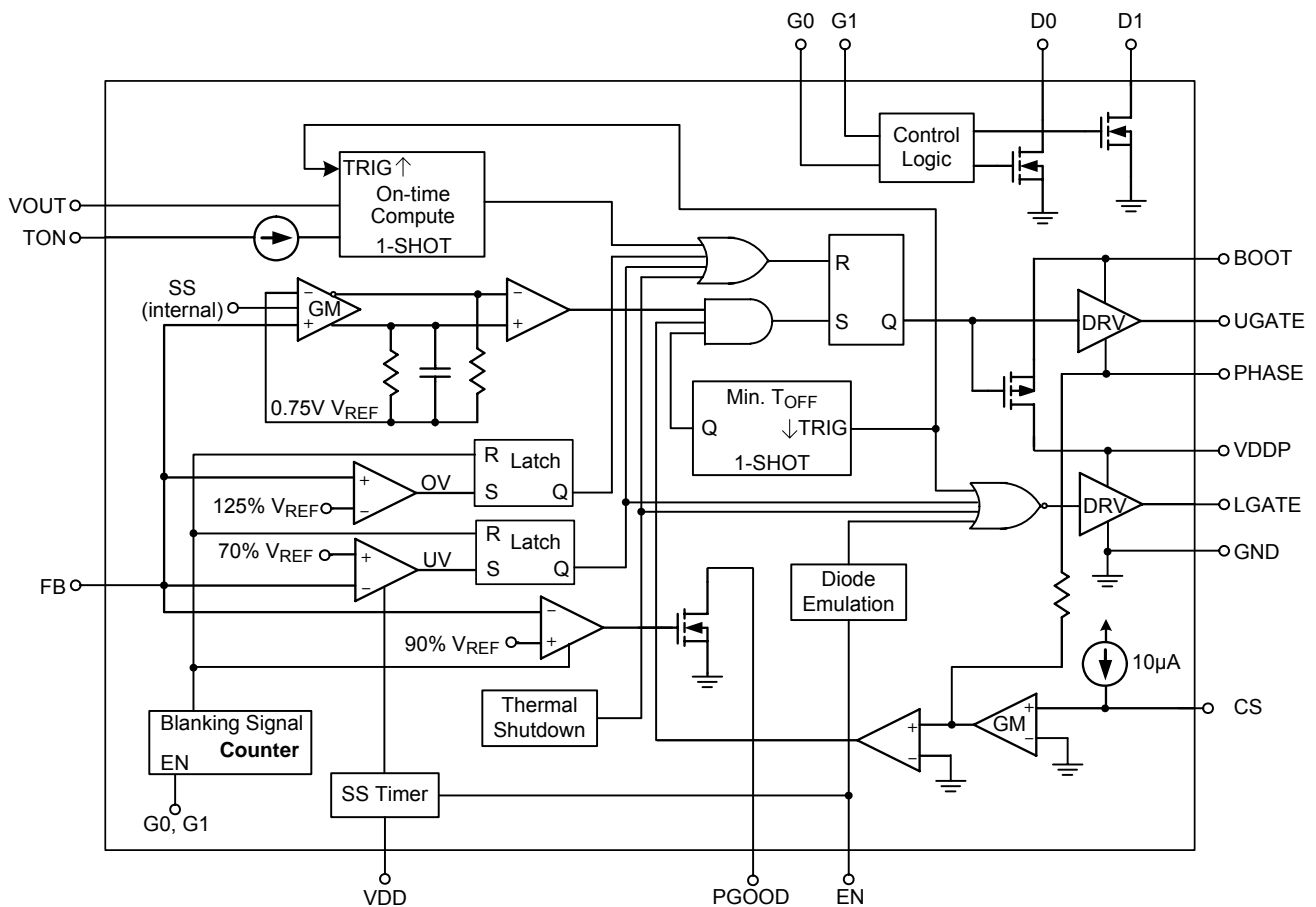 G0
G1
D0
D1
Control
Logic
TRIG ↑
On-time
Compute
1-SHOT
VOUT
TON
R
S
Q
BOOT
SS
(internal)
−
GM
+
−
+
DRV
UGATE
PHASE
0.75V VREF
Min. TOFF
Q
↓TRIG
1-SHOT
VDDP
R
Latch
S
Q
+
−
OV
125% VREF
DRV
LGATE
R
Latch
S
Q
70% VREF
+
−
UV
GND
FB
Diode
Emulation
−
+
90% VREF
10µA
Thermal
Shutdown
+
−
GM
+
−
CS
Blanking Signal
Counter
EN
SS Timer
G0, G1
VDD
PGOOD
EN